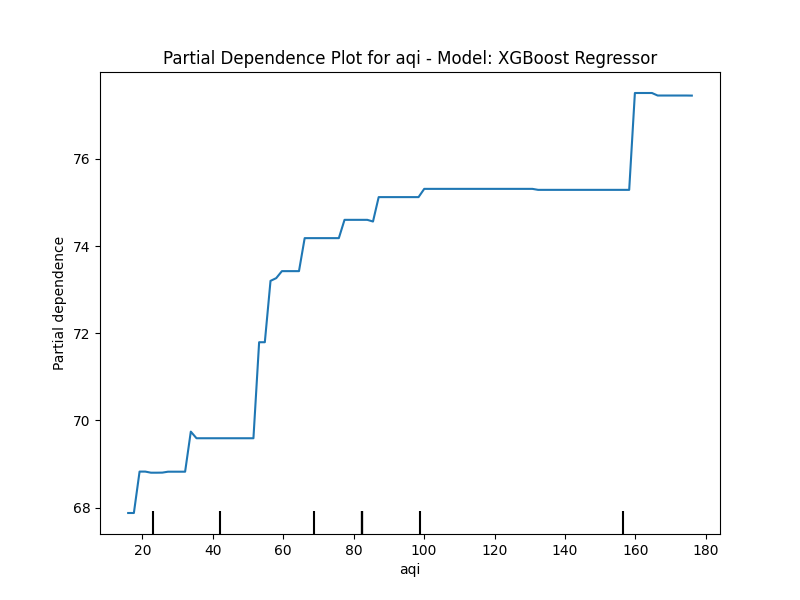 Partial Dependence Plot for aqi - Model: XGBoost Regressor
Partial dependence
76
74
72
70
68
20 40 60 80 100 120 140 160 180
aqi